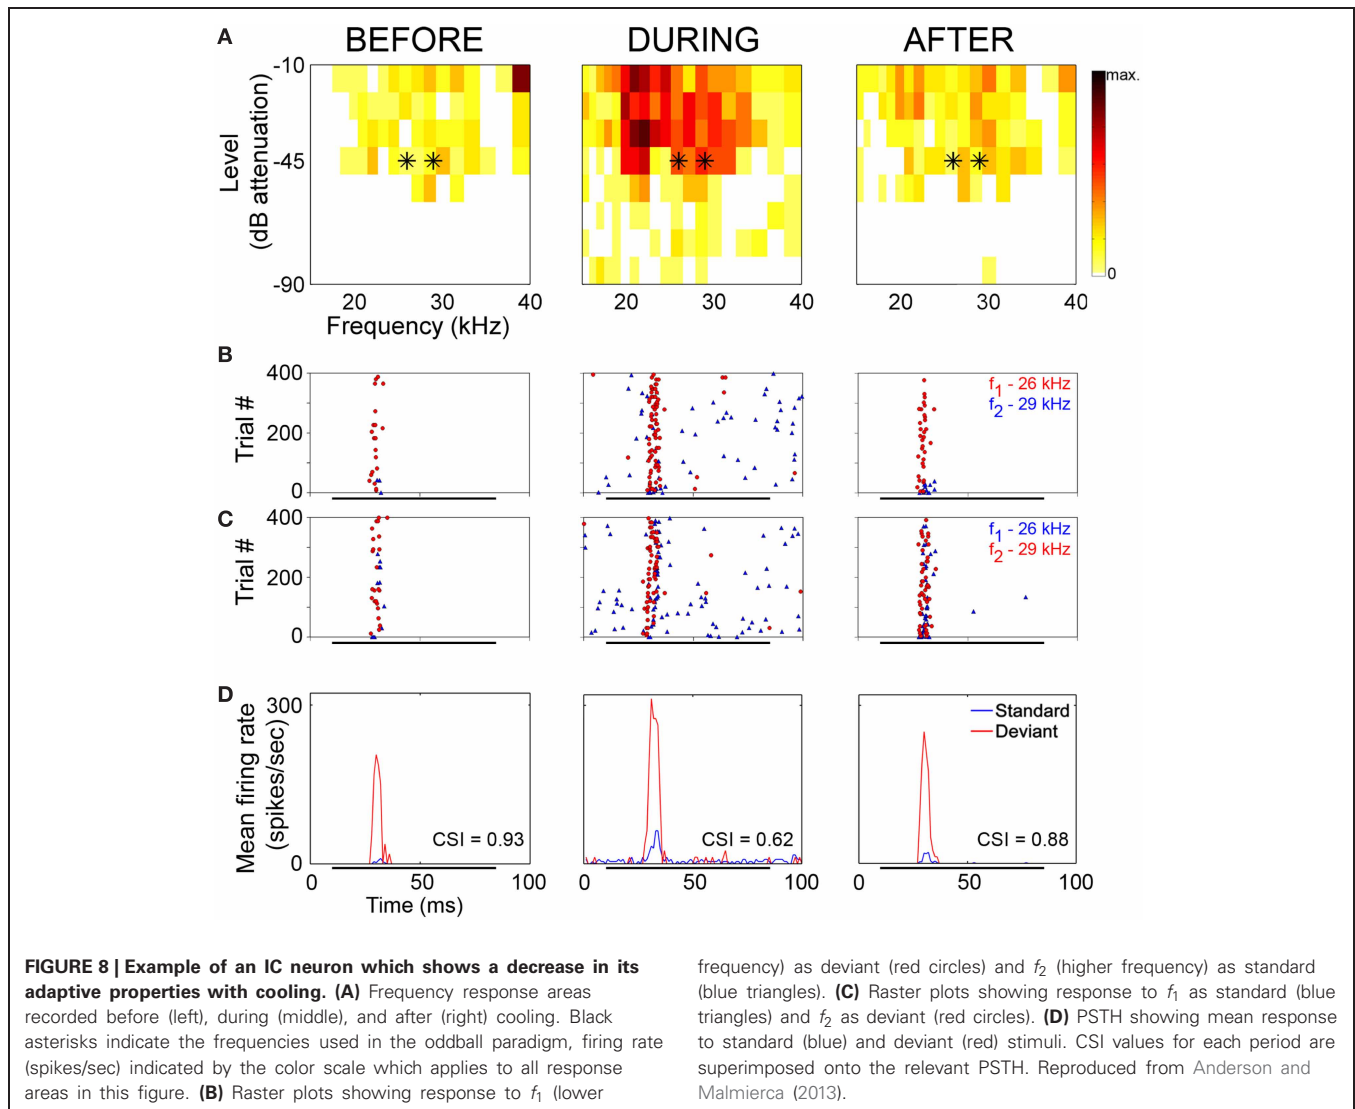 A
BEFORE
DURING
AFTER
-10
-45
-90
Level
(dB attenuation)
20
30
40
20
30
40
20
30
40
Frequency (kHz)
max.
0
B
400
200
0
Trial #
f1 - 26 kHz
f2 - 29 kHz
C
400
200
0
Trial #
f1 - 26 kHz
f2 - 29 kHz
D
300
0
Mean firing rate
(spikes/sec)
CSI = 0.93
CSI = 0.62
CSI = 0.88
Standard
Deviant
0
50
100
0
50
100
0
50
100
Time (ms)
FIGURE 8 | Example of an IC neuron which shows a decrease in its
adaptive properties with cooling. (A) Frequency response areas
recorded before (left), during (middle), and after (right) cooling. Black
asterisks indicate the frequencies used in the oddball paradigm, firing rate
(spikes/sec) indicated by the color scale which applies to all response
areas in this figure. (B) Raster plots showing response to f1 (lower
frequency) as deviant (red circles) and f2 (higher frequency) as standard
(blue triangles). (C) Raster plots showing response to f1 as standard (blue
triangles) and f2 as deviant (red circles). (D) PSTH showing mean response
to standard (blue) and deviant (red) stimuli. CSI values for each period are
superimposed onto the relevant PSTH. Reproduced from Anderson and
Malmierca (2013).